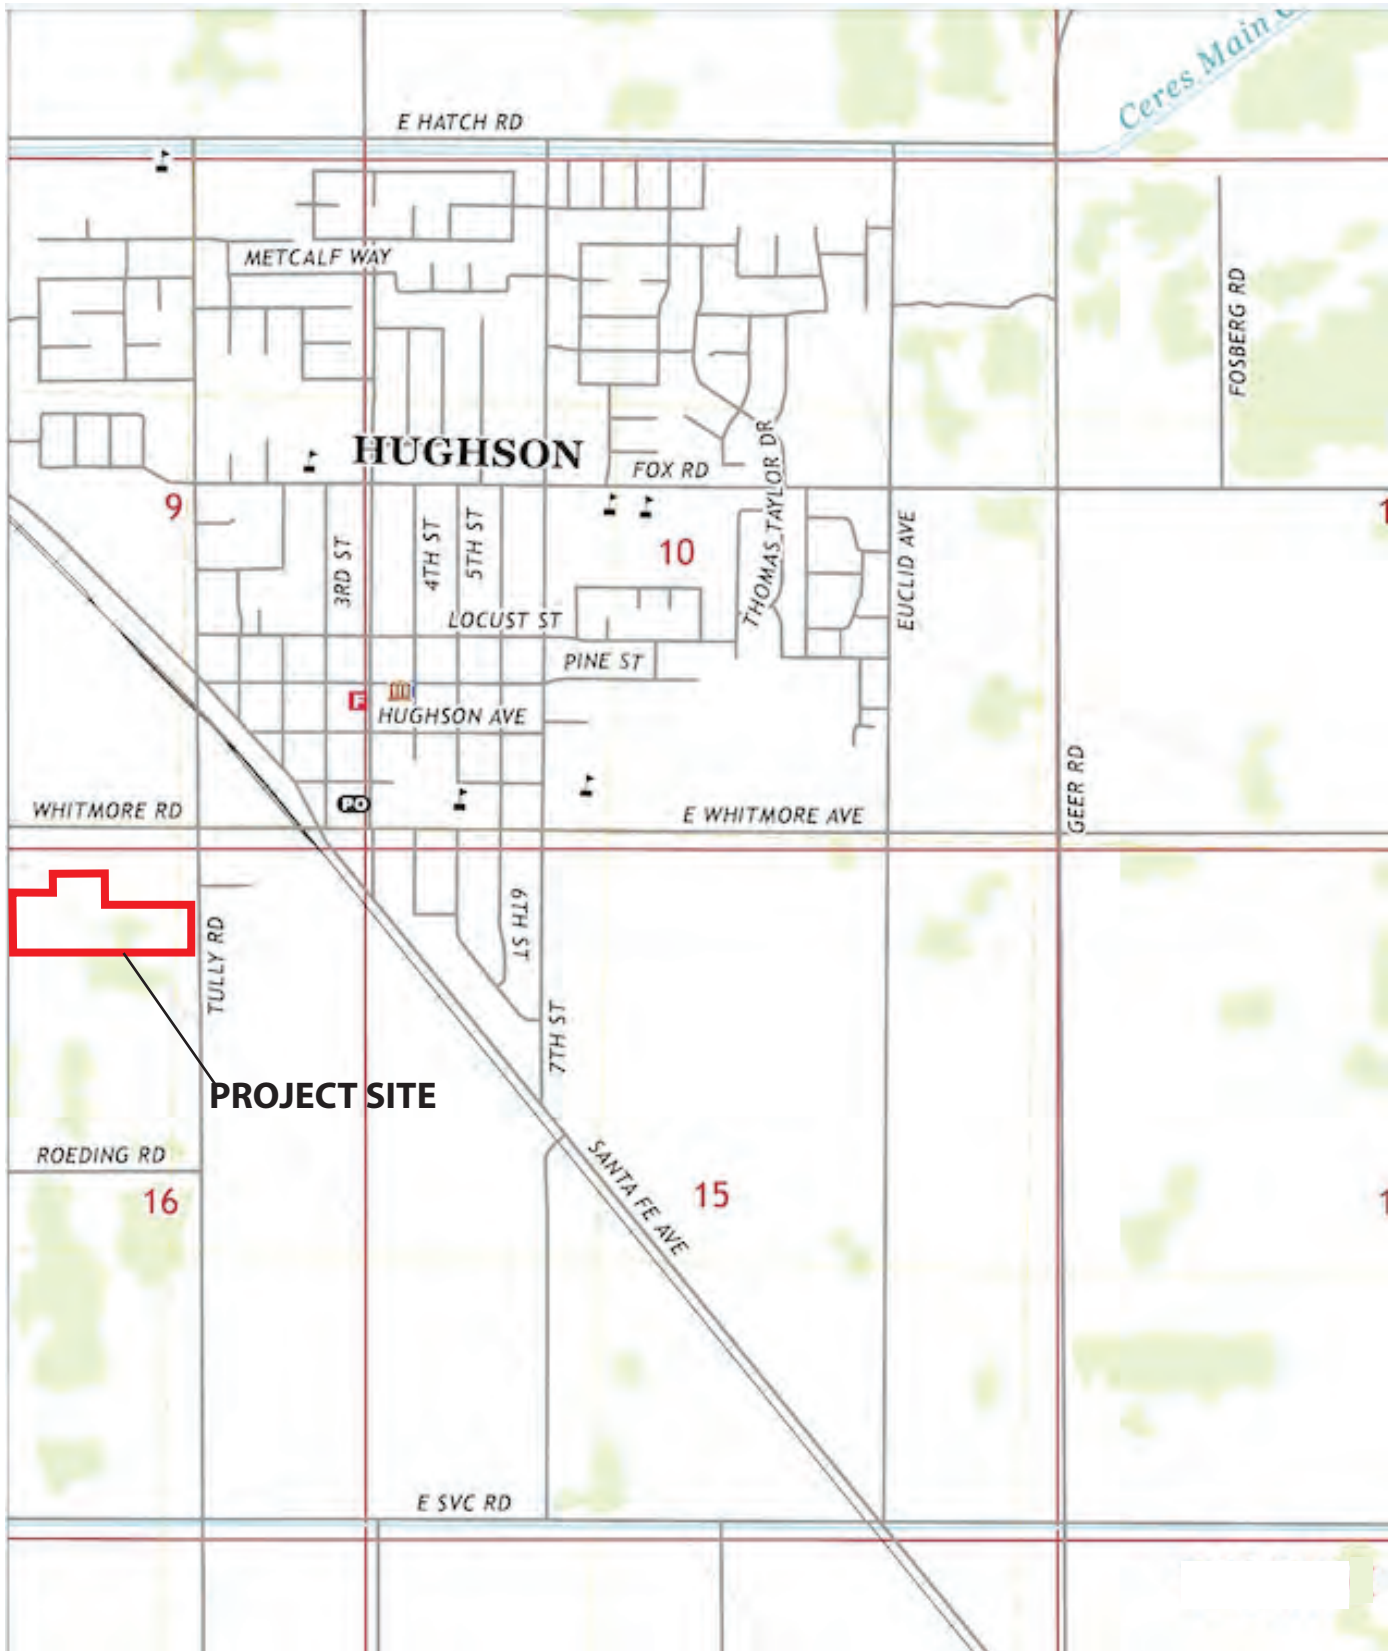 Ceres Main
E HATCH RD
METCALF WAY
FOSBERG RD
HUGHSON
FOX RD
THOMAS TAYLOR DR
9
3RD ST
4TH ST
5TH ST
10
EUCLID AVE
1
LOCUST ST
PINE ST
F
HUGHSON AVE
GEER RD
PO
WHITMORE RD
E WHITMORE AVE
TULLY RD
6TH ST
7TH ST
PROJECT SITE
ROEDING RD
SANTA FE AVE
16
15
1
E SVC RD